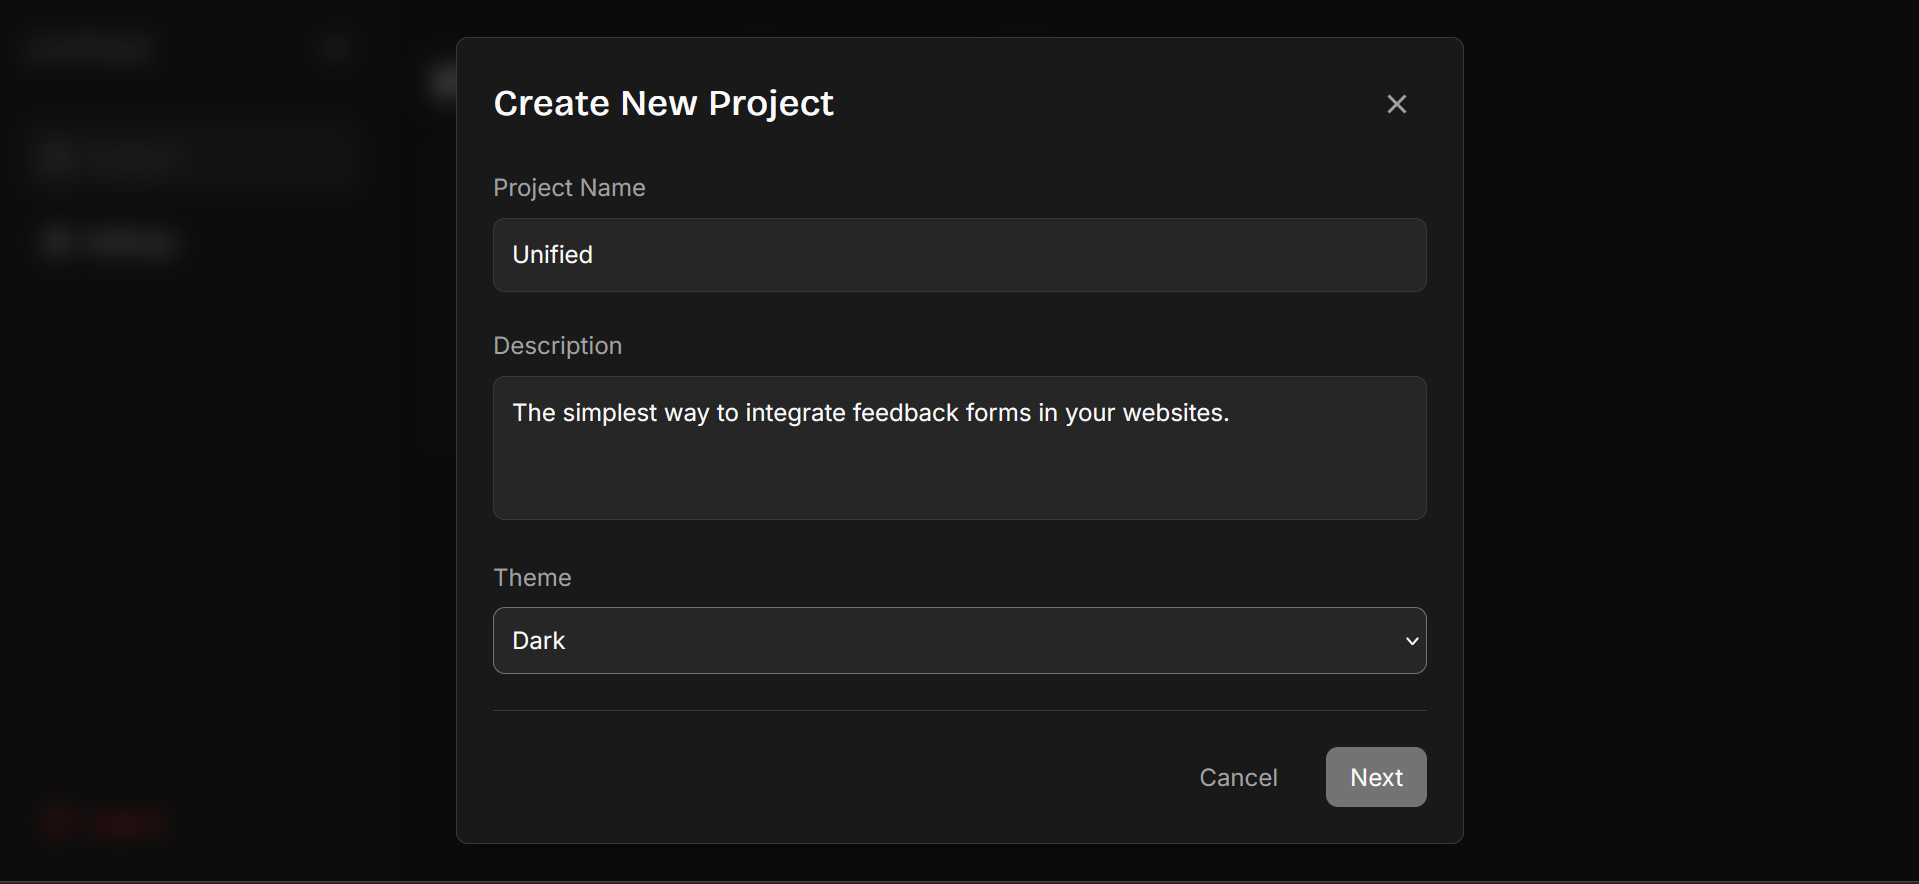 Create New Project
Project Name
Unified
Description
The simplest way to integrate feedback forms in your websites.
Theme
Dark
Cancel
Next